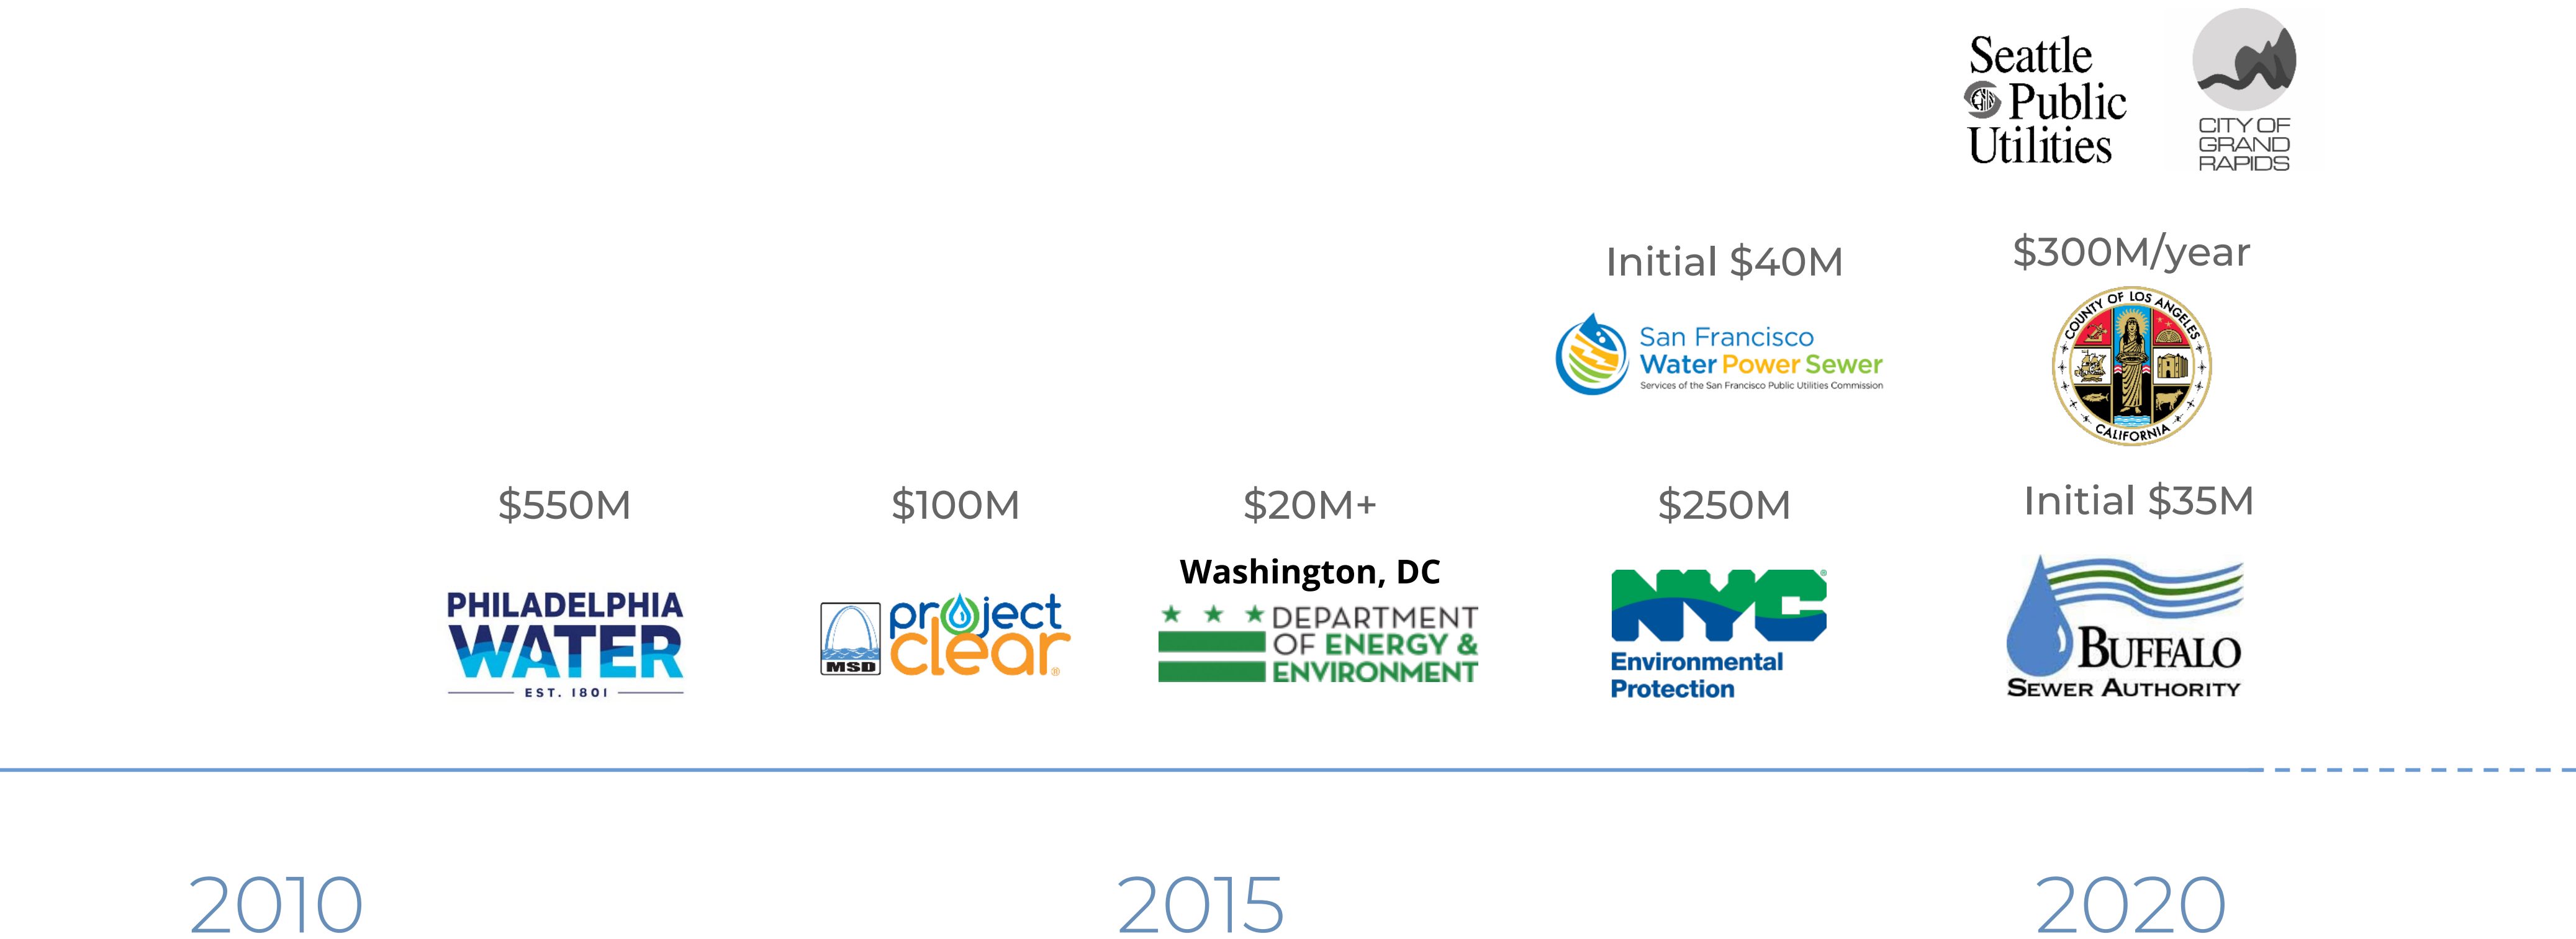 Seattle
Public
Utilities
CITY OF
GRAND
RAPIDS
Initial $40M
San Francisco
Water Power Sewer
Services of the San Francisco Public Utilities Commission
$300M/year
COUNTY OF LOS ANGELES
CALIFORNIA
$550M
PHILADELPHIA
WATER
EST. 1801
$100M
MSD
project
clear®
$20M+
Washington, DC
DEPARTMENT
OF ENERGY &
ENVIRONMENT
$250M
NYC®
Environmental
Protection
Initial $35M
BUFFALO
SEWER AUTHORITY
2010
2015
2020